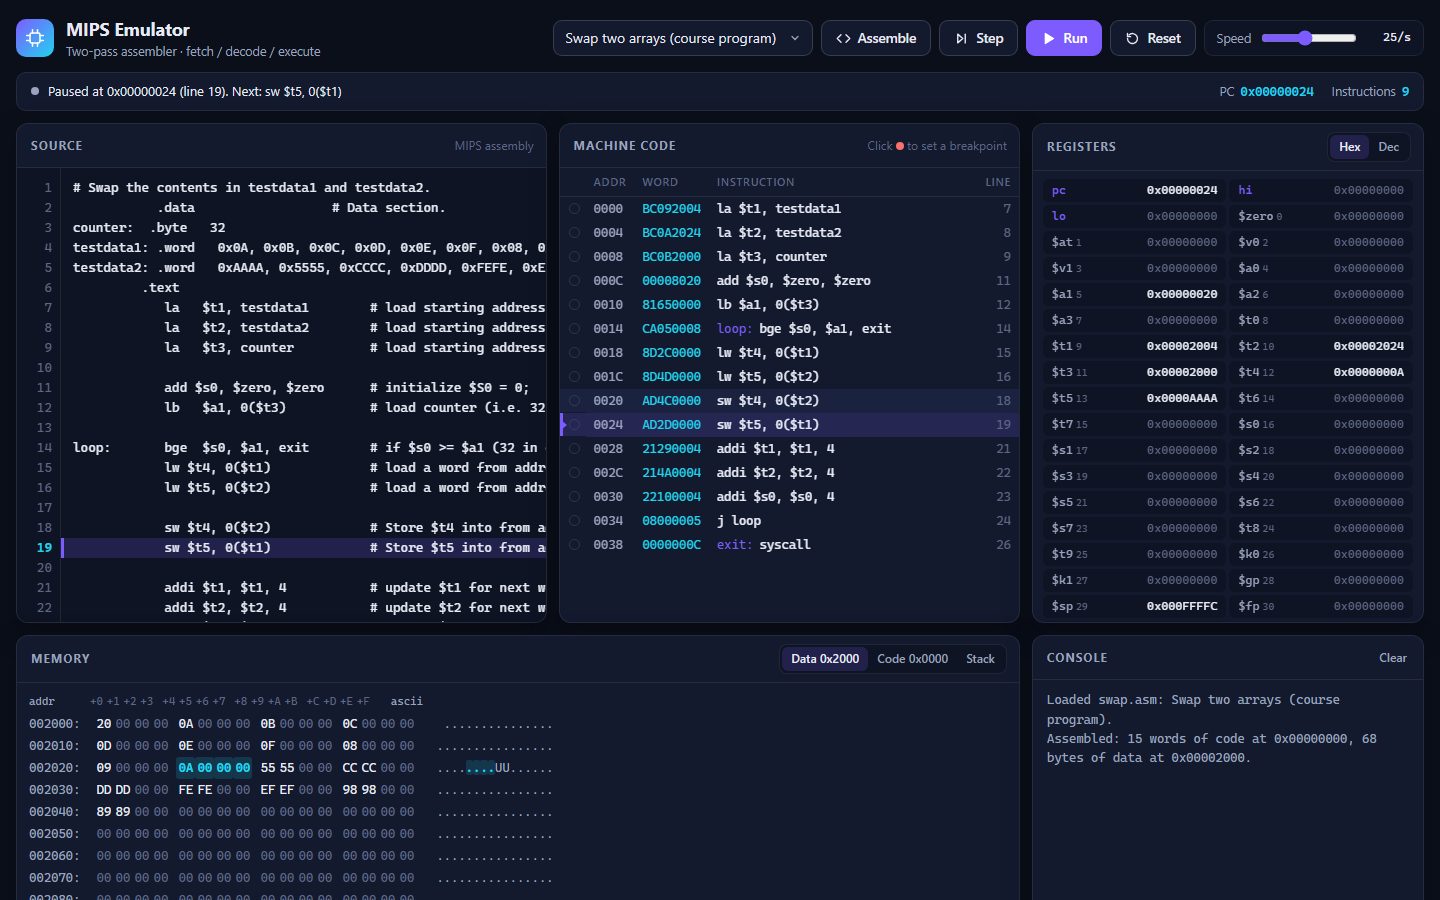 MIPS Emulator
Two-pass assembler · fetch / decode / execute
Swap two arrays (course program)
Assemble
Step
Run
Reset
Speed
25/s
Paused at 0x00000024 (line 19). Next: sw $t5, 0($t1)
PC 0x00000024 Instructions 9
SOURCE
MIPS assembly
1 # Swap the contents in testdata1 and testdata2.
2 .data # Data section.
3 counter: .byte 32
4 testdata1: .word 0x0A, 0x0B, 0x0C, 0x0D, 0x0E, 0x0F, 0x08, 0
5 testdata2: .word 0xAAAA, 0x5555, 0xCCCC, 0xDDDD, 0xFEFE, 0xE
6 .text
7 la $t1, testdata1 # load starting address
8 la $t2, testdata2 # load starting address
9 la $t3, counter # load starting address
10
11 add $s0, $zero, $zero # initialize $S0 = 0;
12 lb $a1, 0($t3) # load counter (i.e. 32
13
14 loop: bge $s0, $a1, exit # if $s0 >= $a1 (32 in
15 lw $t4, 0($t1) # load a word from addr
16 lw $t5, 0($t2) # load a word from addr
17
18 sw $t4, 0($t2) # Store $t4 into from a
19 sw $t5, 0($t1) # Store $t5 into from a
20
21 addi $t1, $t1, 4 # update $t1 for next w
22 addi $t2, $t2, 4 # update $t2 for next w
MACHINE CODE
Click to set a breakpoint
ADDR WORD INSTRUCTION LINE
0000 BC092004 la $t1, testdata1 7
0004 BC0A2024 la $t2, testdata2 8
0008 BC0B2000 la $t3, counter 9
000C 00008020 add $s0, $zero, $zero 11
0010 81650000 lb $a1, 0($t3) 12
0014 CA050008 loop: bge $s0, $a1, exit 14
0018 8D2C0000 lw $t4, 0($t1) 15
001C 8D4D0000 lw $t5, 0($t2) 16
0020 AD4C0000 sw $t4, 0($t2) 18
0024 AD2D0000 sw $t5, 0($t1) 19
0028 21290004 addi $t1, $t1, 4 21
002C 214A0004 addi $t2, $t2, 4 22
0030 22100004 addi $s0, $s0, 4 23
0034 08000005 j loop 24
0038 0000000C exit: syscall 26
REGISTERS
Hex Dec
pc 0x00000024 hi 0x00000000
lo 0x00000000 $zero 0 0x00000000
$at 1 0x00000000 $v0 2 0x00000000
$v1 3 0x00000000 $a0 4 0x00000000
$a1 5 0x00000020 $a2 6 0x00000000
$a3 7 0x00000000 $t0 8 0x00000000
$t1 9 0x00002004 $t2 10 0x00002024
$t3 11 0x00002000 $t4 12 0x0000000A
$t5 13 0x0000AAAA $t6 14 0x00000000
$t7 15 0x00000000 $s0 16 0x00000000
$s1 17 0x00000000 $s2 18 0x00000000
$s3 19 0x00000000 $s4 20 0x00000000
$s5 21 0x00000000 $s6 22 0x00000000
$s7 23 0x00000000 $t8 24 0x00000000
$t9 25 0x00000000 $k0 26 0x00000000
$k1 27 0x00000000 $gp 28 0x00000000
$sp 29 0x000FFFFC $fp 30 0x00000000
MEMORY
Data 0x2000 Code 0x0000 Stack
addr +0 +1 +2 +3 +4 +5 +6 +7 +8 +9 +A +B +C +D +E +F ascii
002000: 20 00 00 00 0A 00 00 00 0B 00 00 00 0C 00 00 00 ...............
002010: 0D 00 00 00 0E 00 00 00 0F 00 00 00 08 00 00 00 ................
002020: 09 00 00 00 0A 00 00 00 55 55 00 00 CC CC 00 00 ........UU......
002030: DD DD 00 00 FE FE 00 00 EF EF 00 00 98 98 00 00 ................
002040: 89 89 00 00 00 00 00 00 00 00 00 00 00 00 00 00 ................
002050: 00 00 00 00 00 00 00 00 00 00 00 00 00 00 00 00 ................
002060: 00 00 00 00 00 00 00 00 00 00 00 00 00 00 00 00 ................
002070: 00 00 00 00 00 00 00 00 00 00 00 00 00 00 00 00 ................
002080: 00 00 00 00 00 00 00 00 00 00 00 00 00 00 00 00
CONSOLE
Clear
Loaded swap.asm: Swap two arrays (course
program).
Assembled: 15 words of code at 0x00000000, 68
bytes of data at 0x00002000.